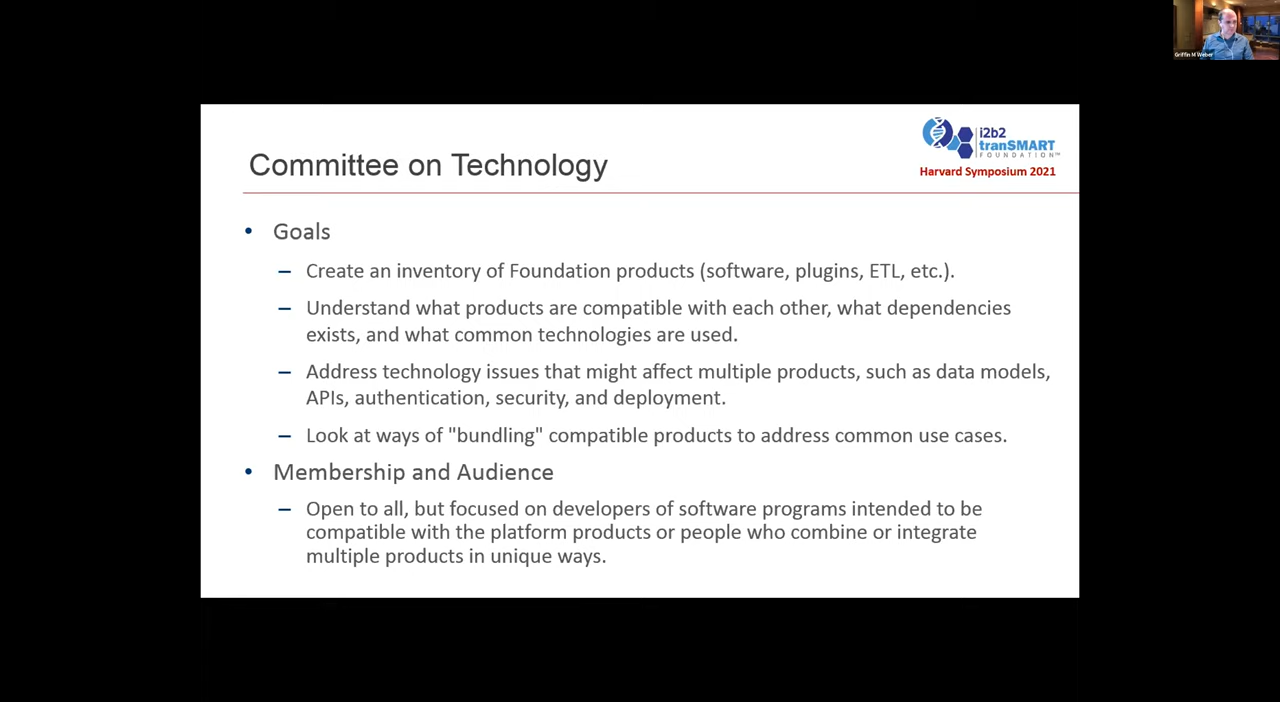 Griffin M Weber
i2b2
tranSMART
FOUNDATION™
Harvard Symposium 2021
Committee on Technology
• Goals
– Create an inventory of Foundation products (software, plugins, ETL, etc.).
– Understand what products are compatible with each other, what dependencies
exists, and what common technologies are used.
– Address technology issues that might affect multiple products, such as data models,
APIs, authentication, security, and deployment.
– Look at ways of "bundling" compatible products to address common use cases.
• Membership and Audience
– Open to all, but focused on developers of software programs intended to be
compatible with the platform products or people who combine or integrate
multiple products in unique ways.